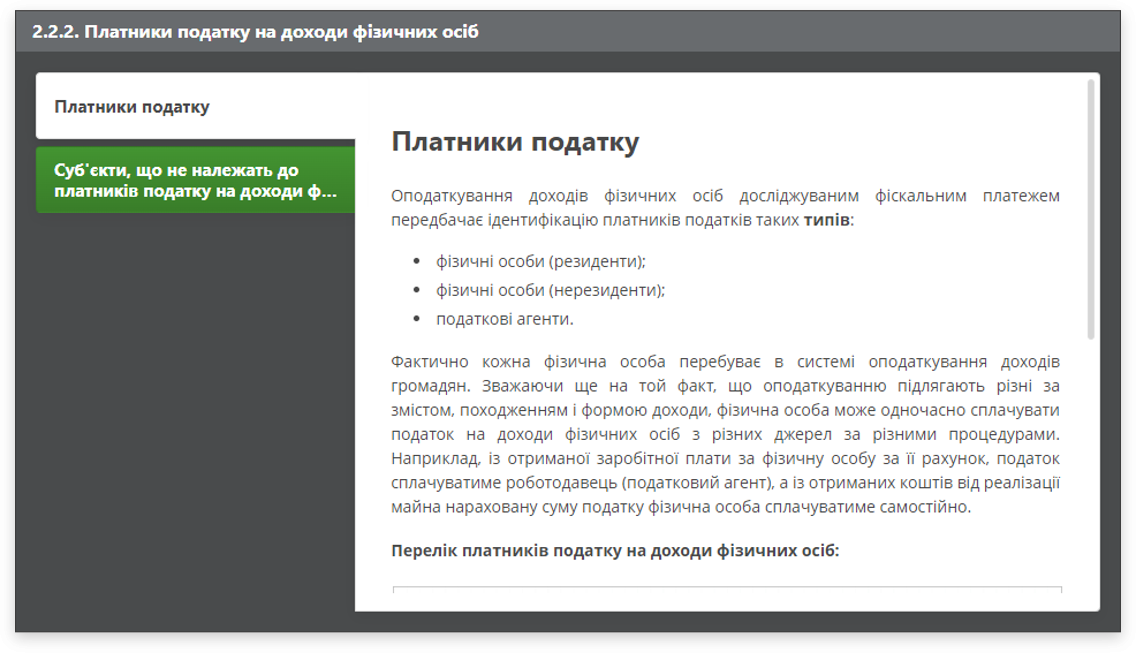 2.2.2. Платники податку на доходи фізичних осіб
Платники податку
Суб'єкти, що не належать до
платників податку на доходи ф...
Платники податку
Оподаткування доходів фізичних осіб досліджуваним фіскальним платежем
передбачає ідентифікацію платників податків таких типів:
• фізичні особи (резиденти);
• фізичні особи (нерезиденти);
• податкові агенти.
Фактично кожна фізична особа перебуває в системі оподаткування доходів
громадян. Зважаючи ще на той факт, що оподаткуванню підлягають різні за
змістом, походженням і формою доходи, фізична особа може одночасно сплачувати
податок на доходи фізичних осіб з різних джерел за різними процедурами.
Наприклад, із отриманої заробітної плати за фізичну особу за її рахунок, податок
сплачуватиме роботодавець (податковий агент), а із отриманих коштів від реалізації
майна нараховану суму податку фізична особа сплачуватиме самостійно.
Перелік платників податку на доходи фізичних осіб: